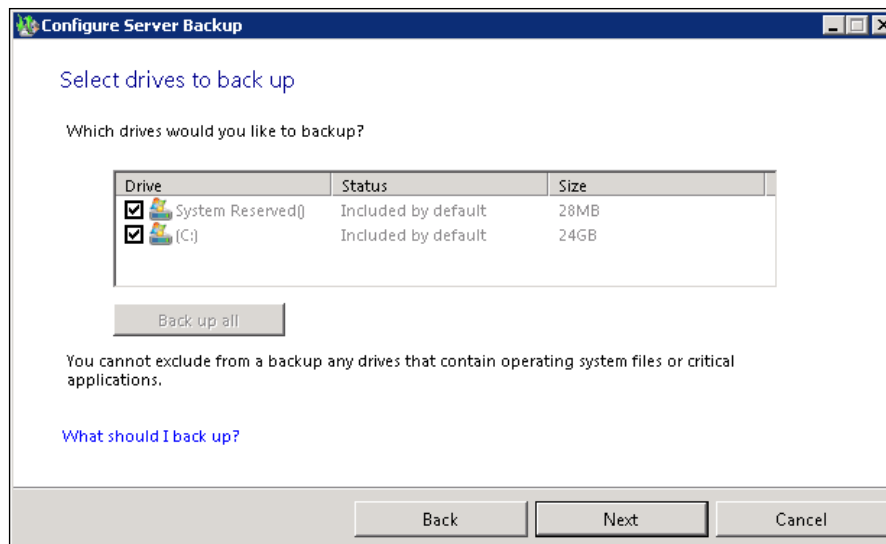 Configure Server Backup
Select drives to back up
Which drives would you like to backup?
Drive Status Size
System Reserved() Included by default 28MB
(C:) Included by default 24GB
Back up all
You cannot exclude from a backup any drives that contain operating system files or critical
applications.
What should I back up?
Back Next Cancel